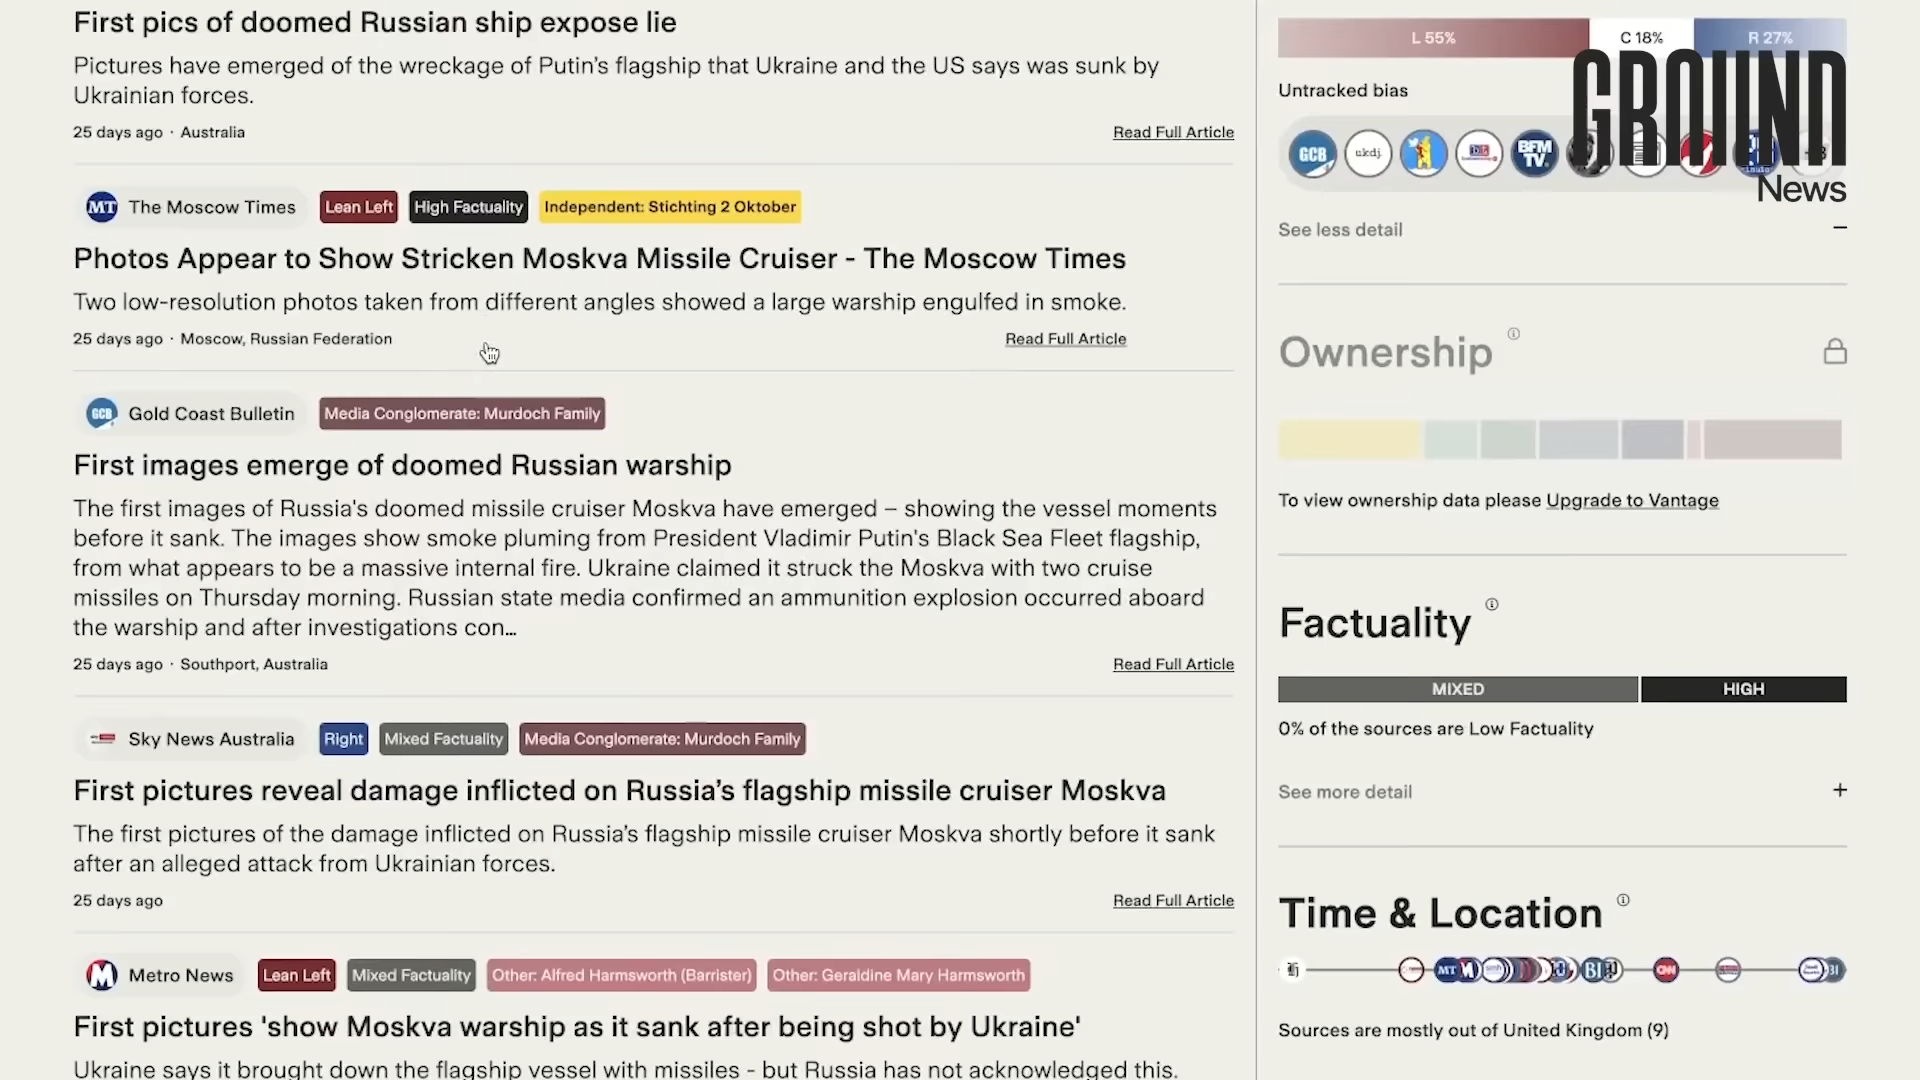 First pics of doomed Russian ship expose lie
Pictures have emerged of the wreckage of Putin's flagship that Ukraine and the US says was sunk by
Ukrainian forces.
25 days ago · Australia
Read Full Article
MT The Moscow Times Lean Left High Factuality Independent: Stichting 2 Oktober
Photos Appear to Show Stricken Moskva Missile Cruiser - The Moscow Times
Two low-resolution photos taken from different angles showed a large warship engulfed in smoke.
25 days ago · Moscow, Russian Federation
Read Full Article
GCB Gold Coast Bulletin Media Conglomerate: Murdoch Family
First images emerge of doomed Russian warship
The first images of Russia's doomed missile cruiser Moskva have emerged – showing the vessel moments
before it sank. The images show smoke pluming from President Vladimir Putin's Black Sea Fleet flagship,
from what appears to be a massive internal fire. Ukraine claimed it struck the Moskva with two cruise
missiles on Thursday morning. Russian state media confirmed an ammunition explosion occurred aboard
the warship and after investigations con...
25 days ago · Southport, Australia
Read Full Article
Sky News Australia Right Mixed Factuality Media Conglomerate: Murdoch Family
First pictures reveal damage inflicted on Russia's flagship missile cruiser Moskva
The first pictures of the damage inflicted on Russia's flagship missile cruiser Moskva shortly before it sank
after an alleged attack from Ukrainian forces.
25 days ago
Read Full Article
M Metro News Lean Left Mixed Factuality Other: Alfred Harmsworth (Barrister) Other: Geraldine Mary Harmsworth
First pictures 'show Moskva warship as it sank after being shot by Ukraine'
Ukraine says it brought down the flagship vessel with missiles - but Russia has not acknowledged this.
L 55% C 18% R 27%
GROUND
News
Untracked bias
GCB ukdj BFM TV.
See less detail
Ownership
To view ownership data please Upgrade to Vantage
Factuality
MIXED HIGH
0% of the sources are Low Factuality
See more detail
Time & Location
MT BI CNN
Sources are mostly out of United Kingdom (9)